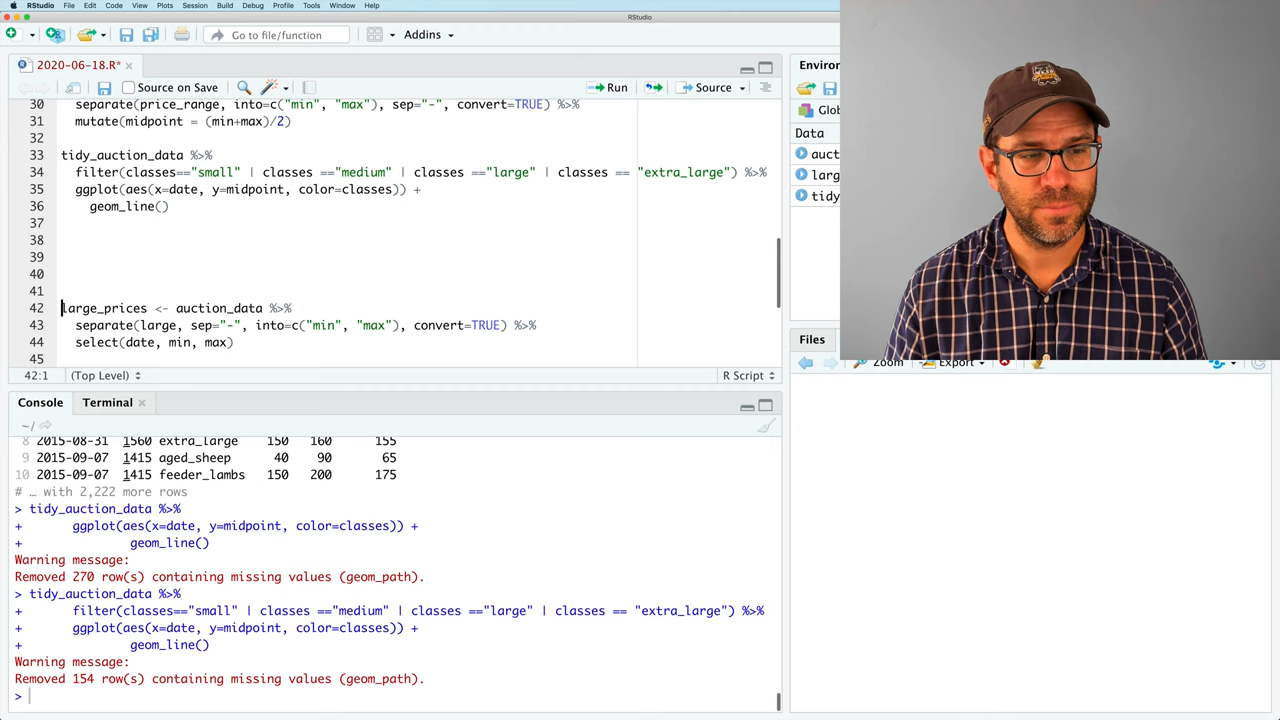 RStudio File Edit Code View Plots Session Build Debug Profile Tools Window Help
RStudio
Go to file/function
Addins
2020-06-18.R*
Source on Save
Run
Source
30 separate(price_range, into=c("min", "max"), sep="-", convert=TRUE) %>%
31 mutate(midpoint = (min+max)/2)
32
33 tidy_auction_data %>%
34 filter(classes=="small" | classes =="medium" | classes =="large" | classes == "extra_large") %>%
35 ggplot(aes(x=date, y=midpoint, color=classes)) +
36 geom_line()
37
38
39
40
41
42 large_prices <- auction_data %>%
43 separate(large, sep="-", into=c("min", "max"), convert=TRUE) %>%
44 select(date, min, max)
45
42:1 (Top Level) R Script
Console Terminal
~/
8 2015-08-31 1560 extra_large 150 160 155
9 2015-09-07 1415 aged_sheep 40 90 65
10 2015-09-07 1415 feeder_lambs 150 200 175
# … with 2,222 more rows
> tidy_auction_data %>%
+ ggplot(aes(x=date, y=midpoint, color=classes)) +
+ geom_line()
Warning message:
Removed 270 row(s) containing missing values (geom_path).
> tidy_auction_data %>%
+ filter(classes=="small" | classes =="medium" | classes =="large" | classes == "extra_large") %>%
+ ggplot(aes(x=date, y=midpoint, color=classes)) +
+ geom_line()
Warning message:
Removed 154 row(s) containing missing values (geom_path).
>
Environ
Glob
Data
auct
larg
tidy
Files
Zoom Export